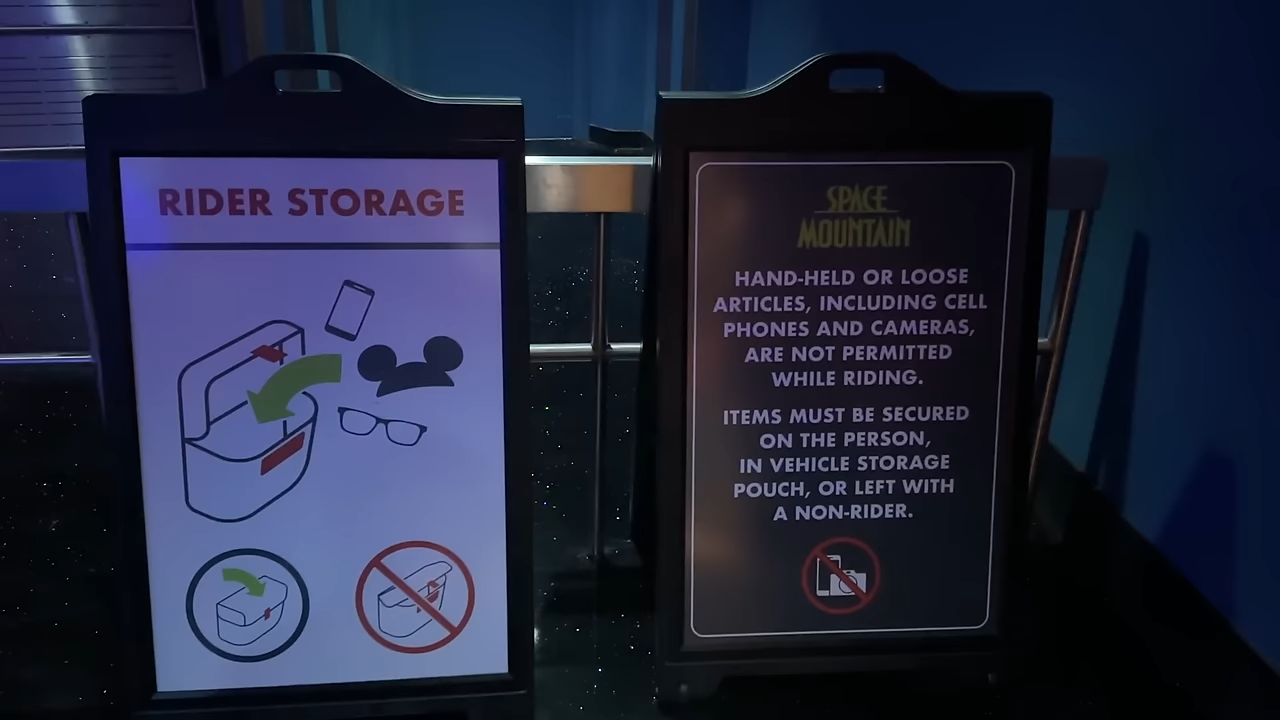 RIDER STORAGE
SPACE
MOUNTAIN
HAND-HELD OR LOOSE
ARTICLES, INCLUDING CELL
PHONES AND CAMERAS,
ARE NOT PERMITTED
WHILE RIDING.
ITEMS MUST BE SECURED
ON THE PERSON,
IN VEHICLE STORAGE
POUCH, OR LEFT WITH
A NON-RIDER.